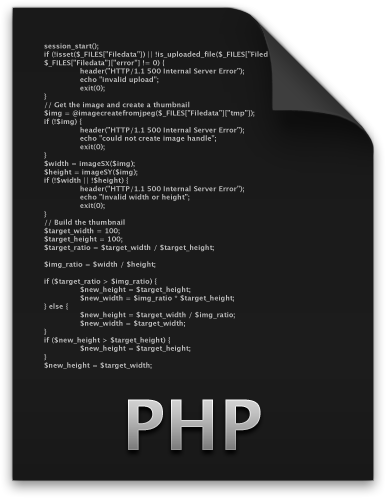 session_start();
if (!isset($_FILES["Filedata"]) || !is_uploaded_file($_FILES["Filed
$_FILES["Filedata"]["error"] != 0) {
header("HTTP/1.1 500 Internal Server Error");
echo "invalid upload";
exit(0);
}
// Get the image and create a thumbnail
$img = @imagecreatefromjpeg($_FILES["Filedata"]["tmp"]);
if (!$img) {
header("HTTP/1.1 500 Internal Server Error");
echo "could not create image handle";
exit(0);
}
$width = imageSX($img);
$height = imageSY($img);
if (!$width || !$height) {
header("HTTP/1.1 500 Internal Server Error");
echo "Invalid width or height";
exit(0);
}
// Build the thumbnail
$target_width = 100;
$target_height = 100;
$target_ratio = $target_width / $target_height;
$img_ratio = $width / $height;
if ($target_ratio > $img_ratio) {
$new_height = $target_height;
$new_width = $img_ratio * $target_height;
} else {
$new_height = $target_width / $img_ratio;
$new_width = $target_width;
}
if ($new_height > $target_height) {
$new_height = $target_height;
}
$new_height = $target_width;
PHP